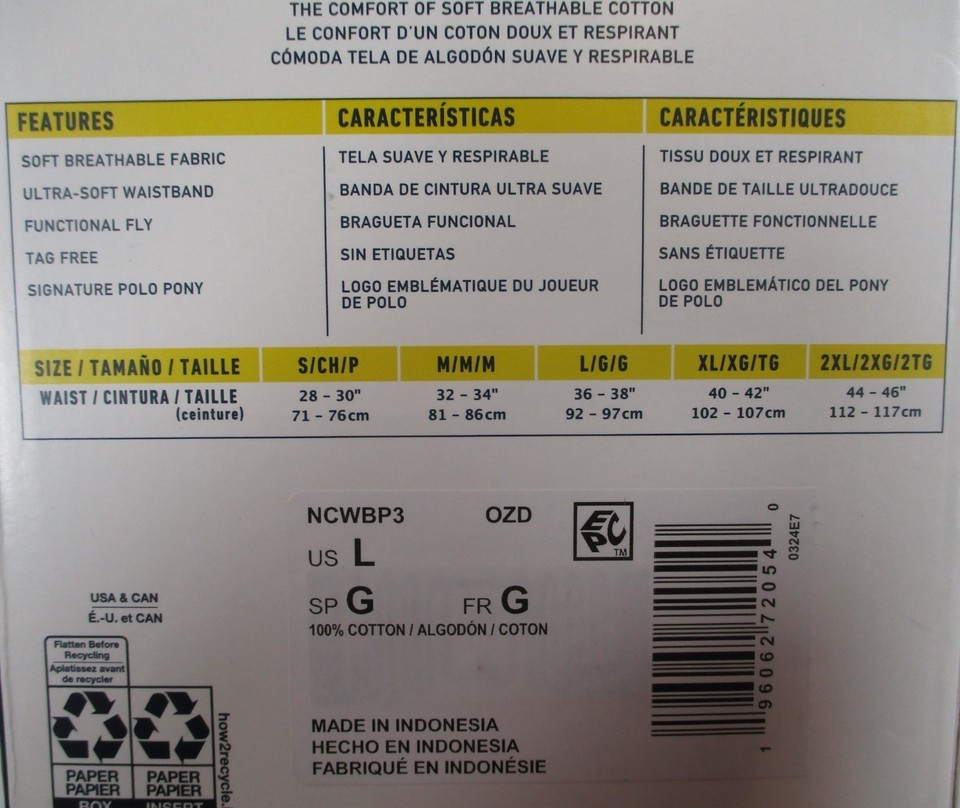 THE COMFORT OF SOFT BREATHABLE COTTON
LE CONFORT D'UN COTON DOUX ET RESPIRANT
CÓMODA TELA DE ALGODÓN SUAVE Y RESPIRABLE
FEATURES
SOFT BREATHABLE FABRIC
ULTRA-SOFT WAISTBAND
FUNCTIONAL FLY
TAG FREE
SIGNATURE POLO PONY
CARACTERÍSTICAS
TELA SUAVE Y RESPIRABLE
BANDA DE CINTURA ULTRA SUAVE
BRAGUETA FUNCIONAL
SIN ETIQUETAS
LOGO EMBLÉMATIQUE DU JOUEUR
DE POLO
CARACTÉRISTIQUES
TISSU DOUX ET RESPIRANT
BANDE DE TAILLE ULTRADOUCE
BRAGUETTE FONCTIONNELLE
SANS ÉTIQUETTE
LOGO EMBLEMÁTICO DEL PONY
DE POLO
SIZE / TAMAÑO / TAILLE S/CH/P M/M/M L/G/G XL/XG/TG 2XL/2XG/2TG
WAIST / CINTURA / TAILLE 28 – 30" 32 – 34" 36 – 38" 40 – 42" 44 – 46"
(ceinture) 71 – 76cm 81 – 86cm 92 – 97cm 102 – 107cm 112 – 117cm
NCWBP3 OZD
EPC TM
US L
SP G FR G
100% COTTON / ALGODÓN / COTON
MADE IN INDONESIA
HECHO EN INDONESIA
FABRIQUÉ EN INDONÉSIE
1 96062 72054 0
0324E7
USA & CAN
É.-U. et CAN
Flatten Before
Recycling
Aplatissez avant
de recycler
PAPER
PAPIER
BOX
PAPER
PAPIER
INSERT
how2recycle.